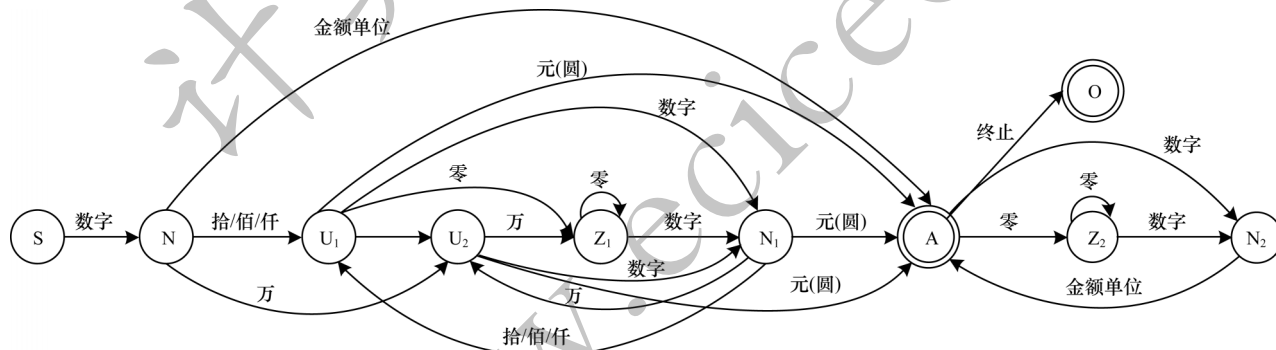 金额单位
元(圆)
数字
零
零
终止
数字
零
S
数字
N
拾/佰/仟
U₁
U₂
万
Z₁
数字
N₁
元(圆)
A
零
Z₂
数字
N₂
O
万
数字
万
元(圆)
金额单位
拾/佰/仟
计
w.ecice